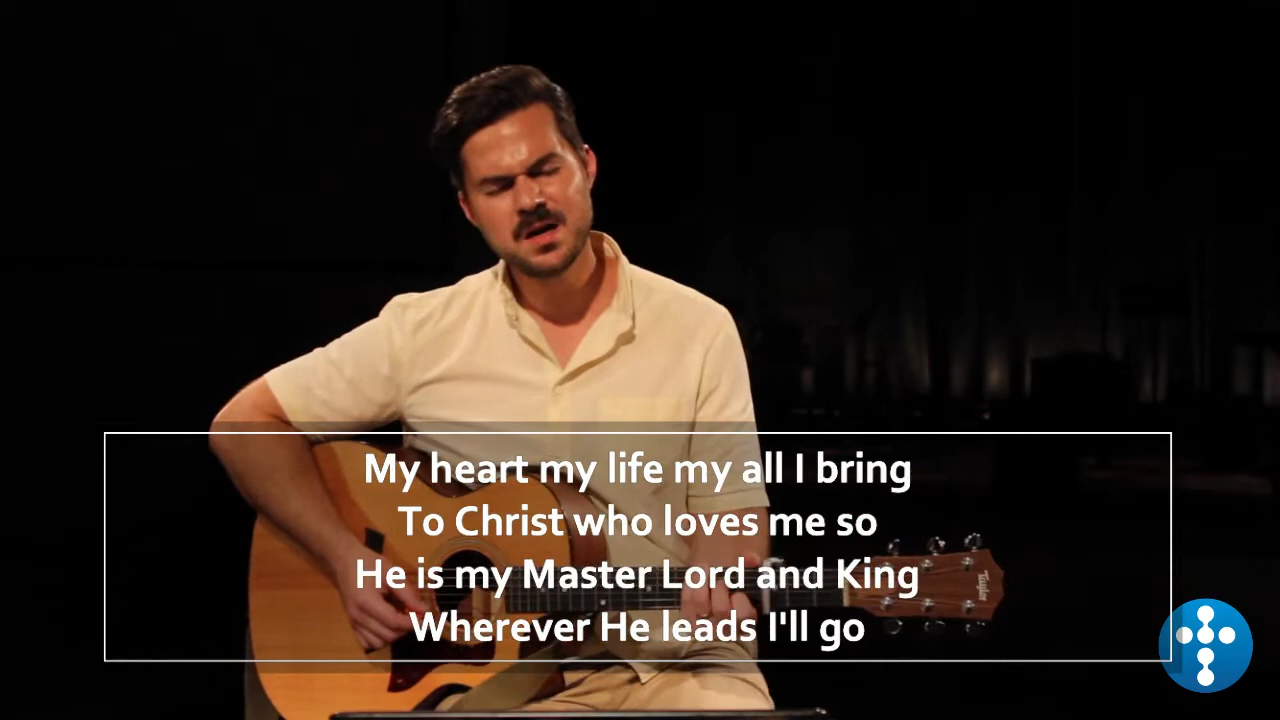 My heart my life my all I bring
To Christ who loves me so
He is my Master Lord and King
Wherever He leads I'll go
Taylor